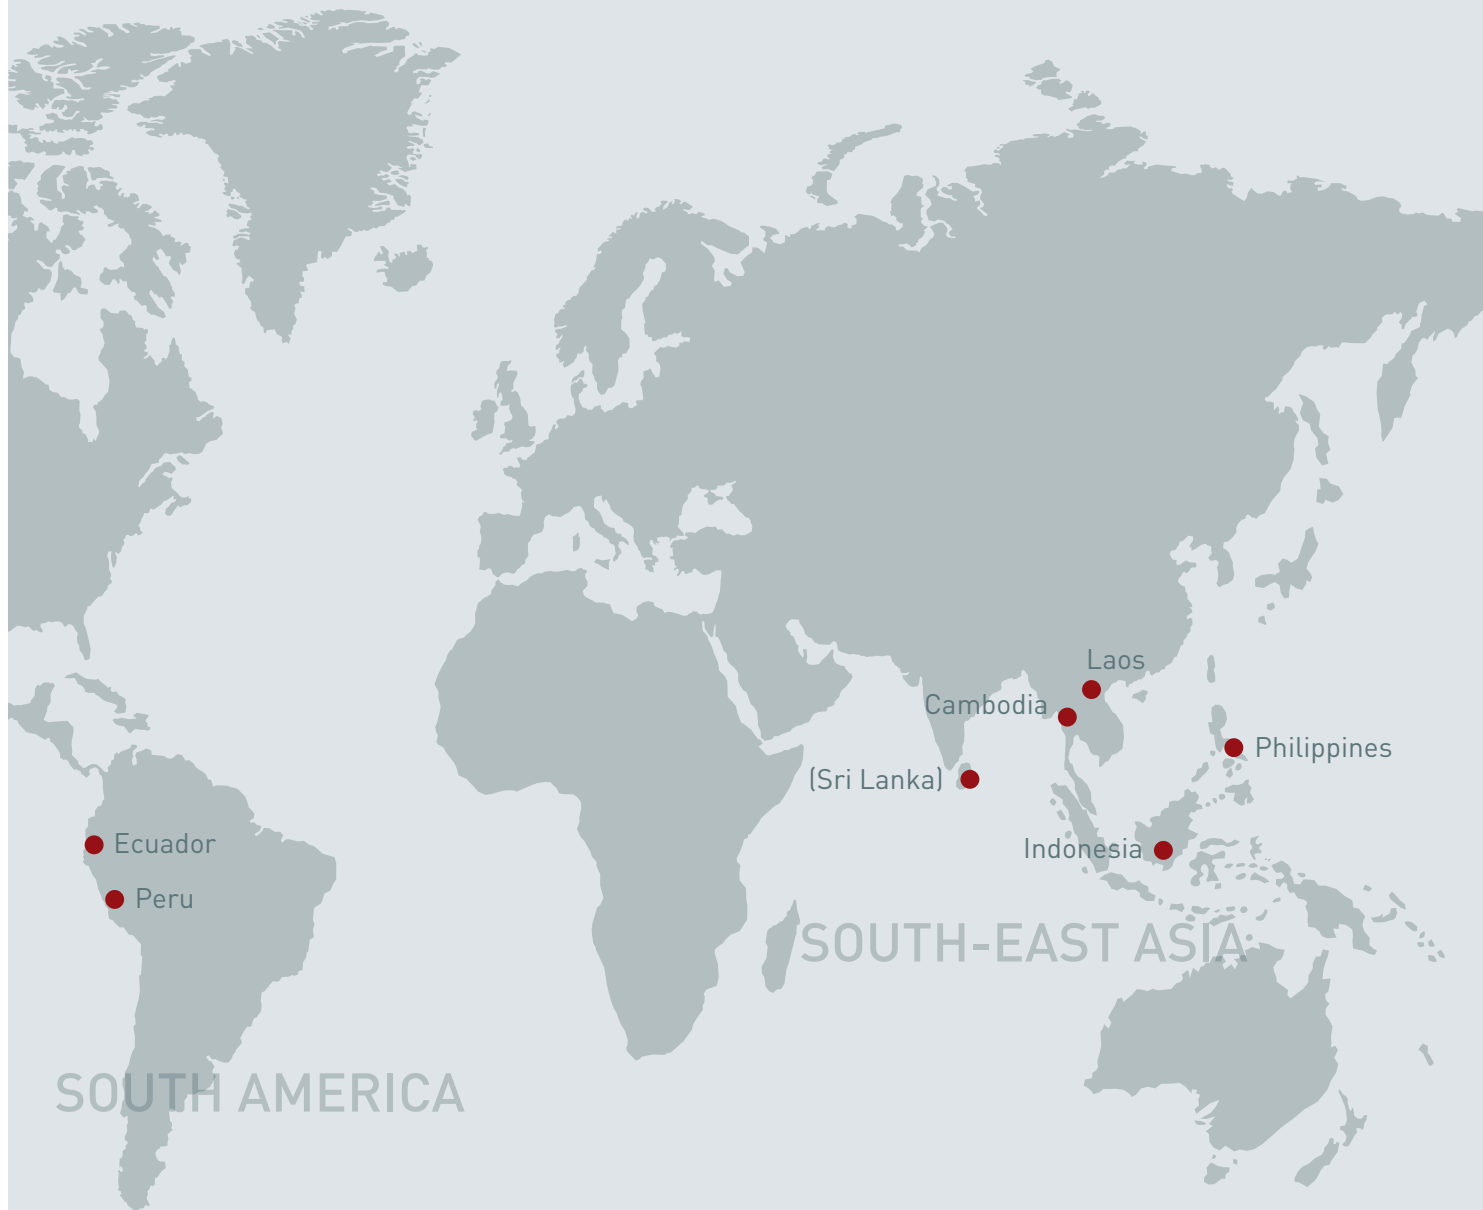 Laos
Cambodia
Philippines
(Sri Lanka)
Ecuador
Indonesia
Peru
SOUTH-EAST ASIA
SOUTH AMERICA